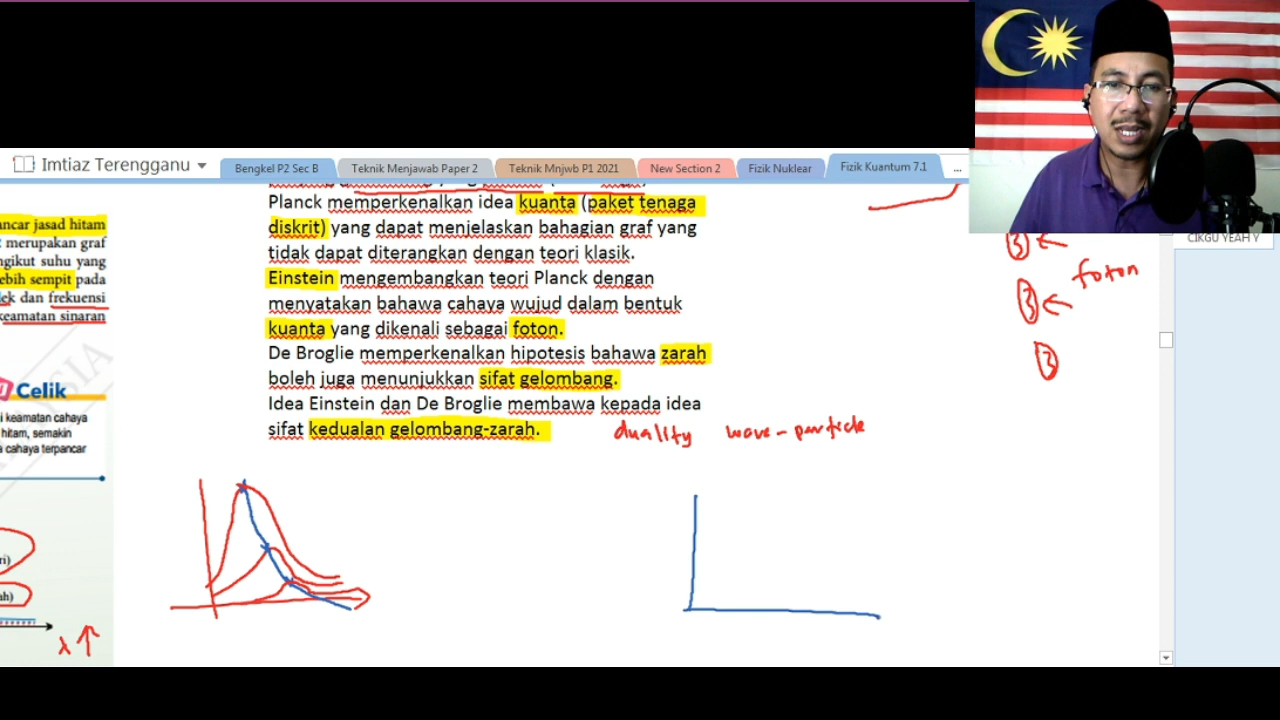 Imtiaz Terengganu
Bengkel P2 Sec B
Teknik Menjawab Paper 2
Teknik Mnjwb P1 2021
New Section 2
Fizik Nuklear
Fizik Kuantum 7.1
...
CIKGU YEAH Y
ancar jasad hitam
merupakan graf
ngikut suhu yang
ebih sempit pada
dek dan frekuensi
keamatan sinaran
Celik
i keamatan cahaya
hitam, semakin
a cahaya terpancar
ri)
ah)
λ↑
Planck memperkenalkan idea kuanta (paket tenaga
diskrit) yang dapat menjelaskan bahagian graf yang
tidak dapat diterangkan dengan teori klasik.
Einstein mengembangkan teori Planck dengan
menyatakan bahawa cahaya wujud dalam bentuk
kuanta yang dikenali sebagai foton.
De Broglie memperkenalkan hipotesis bahawa zarah
boleh juga menunjukkan sifat gelombang.
Idea Einstein dan De Broglie membawa kepada idea
sifat kedualan gelombang-zarah.
duality wave-particle
foton